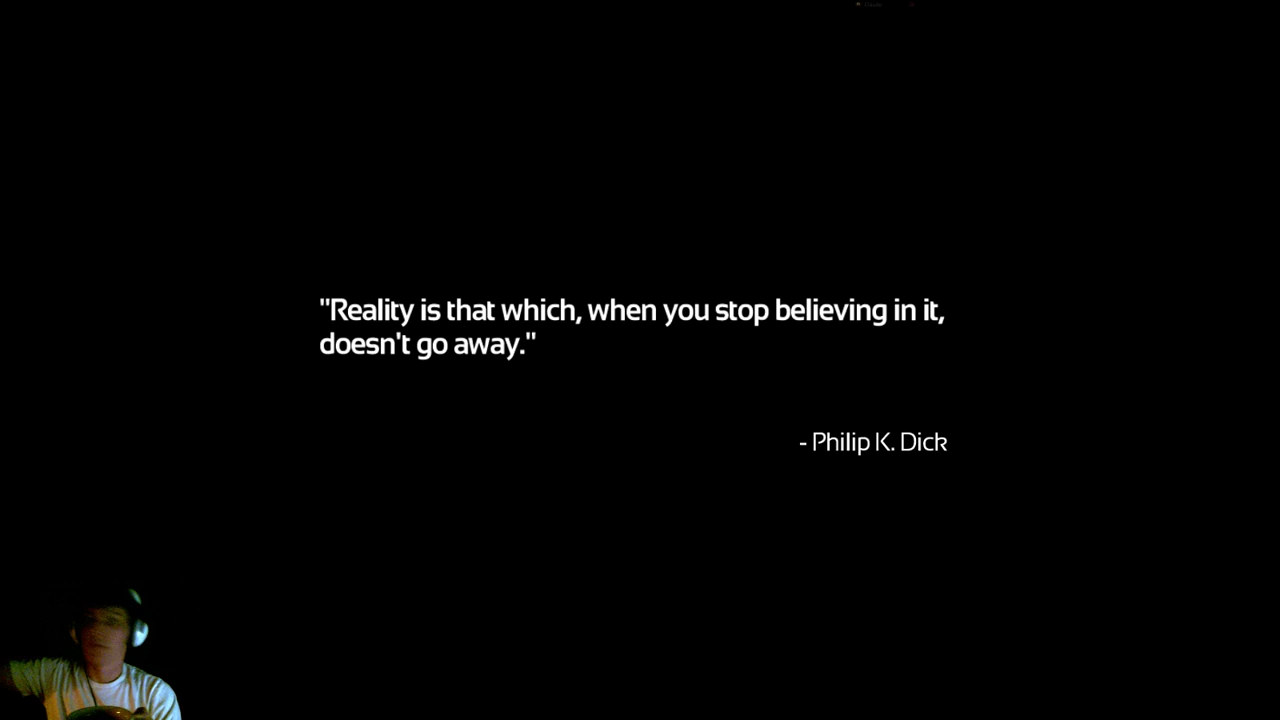 "Reality is that which, when you stop believing in it,
doesn't go away."
- Philip K. Dick